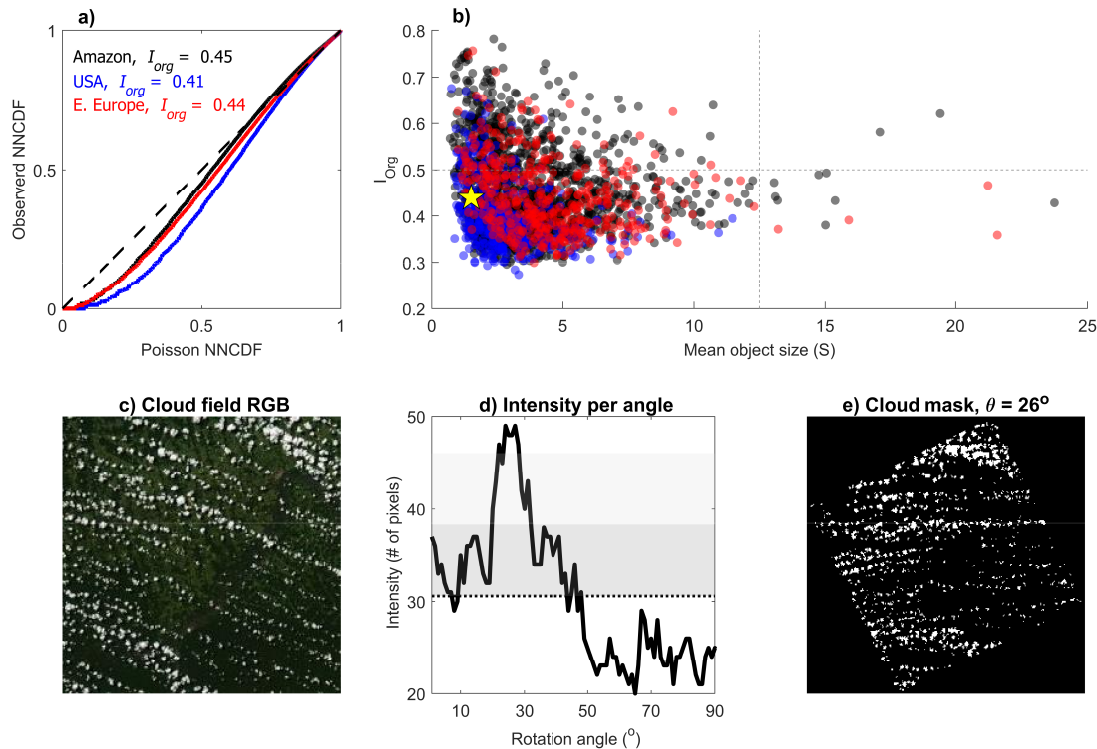 a)
Amazon, I_org = 0.45
USA, I_org = 0.41
E. Europe, I_org = 0.44
1
0.5
0
0 0.5 1
Observerd NNCDF
Poisson NNCDF
b)
0.8
0.7
0.6
0.5
0.4
0.3
0.2
0 5 10 15 20 25
I_Org
Mean object size (S)
c) Cloud field RGB
d) Intensity per angle
50
40
30
20
10 30 50 70 90
Intensity (# of pixels)
Rotation angle (°)
e) Cloud mask, θ = 26°